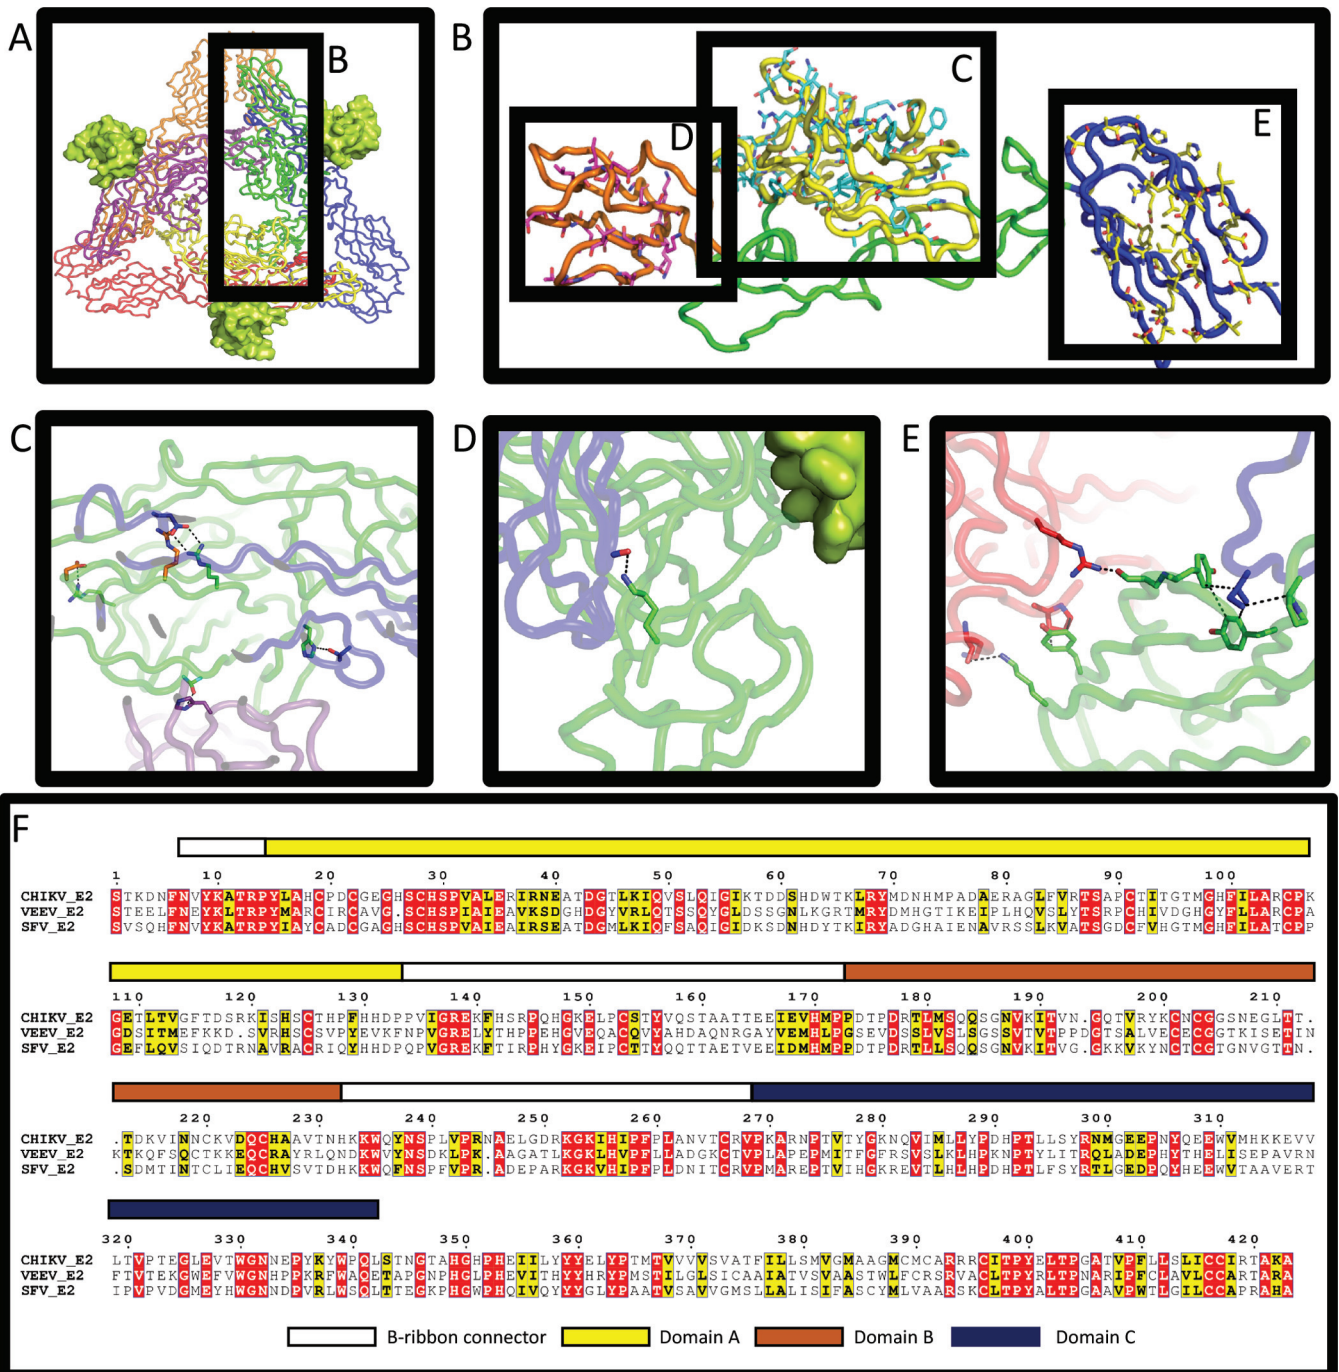 A
B
B
C
D
E
C
D
E
F
1 10 20 30 40 50 60 70 80 90 100
CHIKV_E2 STKDNFNVYKATRPYLAHCPDCGEGHSCHSPVALERIRNEATDGTLKIQVSLQIGIKTDDSHDWTKLRYMDNHMPADAERAGLFVRTSAPCTITGTMGHFILARCPK
VEEV_E2 STEELFNEYKLTRPYMARCIRCAVG.SCHSPIAIEAVKSDGHDGYVRLQTSSQYGLDSSGNLKGRTMRYDMHGTIKEIPLHQVSLYTSRPCHIVDGHGYFLLARCPA
SFV_E2 SVSQHFNVYKATRPYIAYCADCGAGHSCHSPVAIEAIRSEATDGMLKIQFSAQIGIDKSDNHDYTKIRYADGHAIENAVRSSLKVATSGDCFVHGTMGHFILATCPP
110 120 130 140 150 160 170 180 190 200 210
CHIKV_E2 GETLTVGFTDSRKISHSCTHPFHHDPPVIGREKFHSRPQHGKELPCSTYVQSTAATTEEIEVHMPPDTPDRTLMSQQSGNVKITVN.GQTVRYKCNCGGSNEGLTT.
VEEV_E2 GDSITMEFKKD.SVRHSCSVPYEVKFNPVGRELYTHPPEHGVEQACQVYAHDAQNRGAYVEMHLPGSEVDSSLVSLSGSSVTVTPPDGTSALVECECGGTKISETIN
SFV_E2 GEFLQVSIQDTRNAVRACRIQYHHDPQPVGREKFTIRPHYGKEIPCTTYQQTTAETVEEIDMHMPPDTPDRTLLSQQSGNVKITVG.GKKVKYNCTCGTGNVGTTN.
220 230 240 250 260 270 280 290 300 310
CHIKV_E2 .TDKVINNCKVDQCHAAVTNHKKWQYNSPLVPRNAELGDRKGKIHIPFPLANVTCRVPKARNPTVTYGKNQVIMLLYPDHPTLLSYRNMGEEPNYQEEWVMHKKEVV
VEEV_E2 KTKQFSQCTKKEQCRAYRLQNDKWVYNSPKLPR.AAGATLKGKLHVPFLLADGKCTVPLAPEPMITFGFRSVSLKLHPKNPTYLITRQLADEPHYTHELISEPAVRN
SFV_E2 .SDMTINTCLIEQCHVSVTDHKKWQFNSPFVPR.ADEPARKGKVHIPFPLDNITCRVPMAREPTVIHGKREVTLHLHPDHPTLFSYRTLGEDPQYHEEWVTAAVERT
320 330 340 350 360 370 380 390 400 410 420
CHIKV_E2 LTVPTEGLEVTWGNNEPYKYWPQLSTNGTAHGHPHEIILYYYELYPTMTVVVVSVATFILLSMVGMAAGMCMCARRRCITPYELTPGATVPFLLSLICCIRTAKA
VEEV_E2 FTVTEKGWEFVWGNHPPKRFWAQETAPGNPHGLPHEVITHYYHRYPMSTILGLSICAAIATVSVAASTWLFCRSRVACLTPYRLTPNARIPFCLAVLCCARTARA
SFV_E2 IPVPVDGMEYHWGNNDPVRLWSQLTTEGKPHGWPHQIVQYYYGLYPAATVSAVVGMSLLALISIFASCYMLVAARSKCLTPYALTPGAAVPWTLGILCCAPRAHA
B-ribbon connector Domain A Domain B Domain C